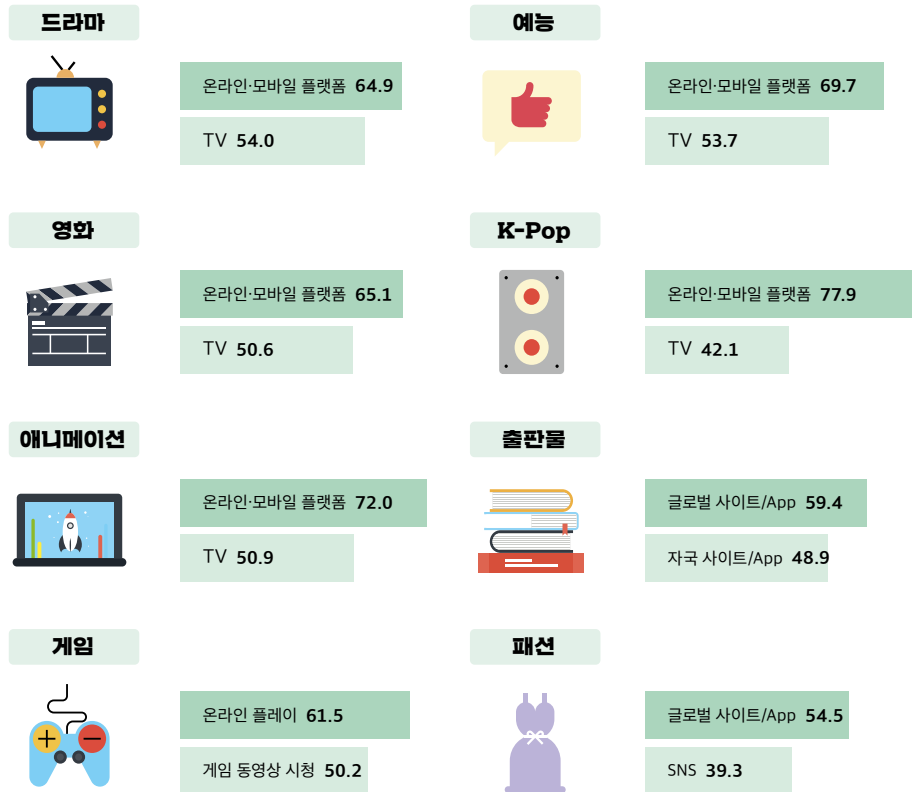 드라마
온라인·모바일 플랫폼 64.9
TV 54.0
예능
온라인·모바일 플랫폼 69.7
TV 53.7
영화
온라인·모바일 플랫폼 65.1
TV 50.6
K-Pop
온라인·모바일 플랫폼 77.9
TV 42.1
애니메이션
온라인·모바일 플랫폼 72.0
TV 50.9
출판물
글로벌 사이트/App 59.4
자국 사이트/App 48.9
게임
온라인 플레이 61.5
게임 동영상 시청 50.2
패션
글로벌 사이트/App 54.5
SNS 39.3